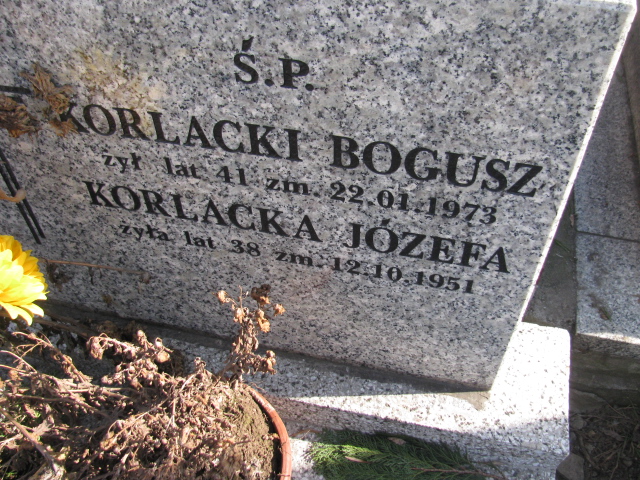 Ś.P.
KORLACKI BOGUSZ
żył lat 41 zm. 22.01.1973
KORLACKA JÓZEFA
żyła lat 38 zm. 12.10.1951